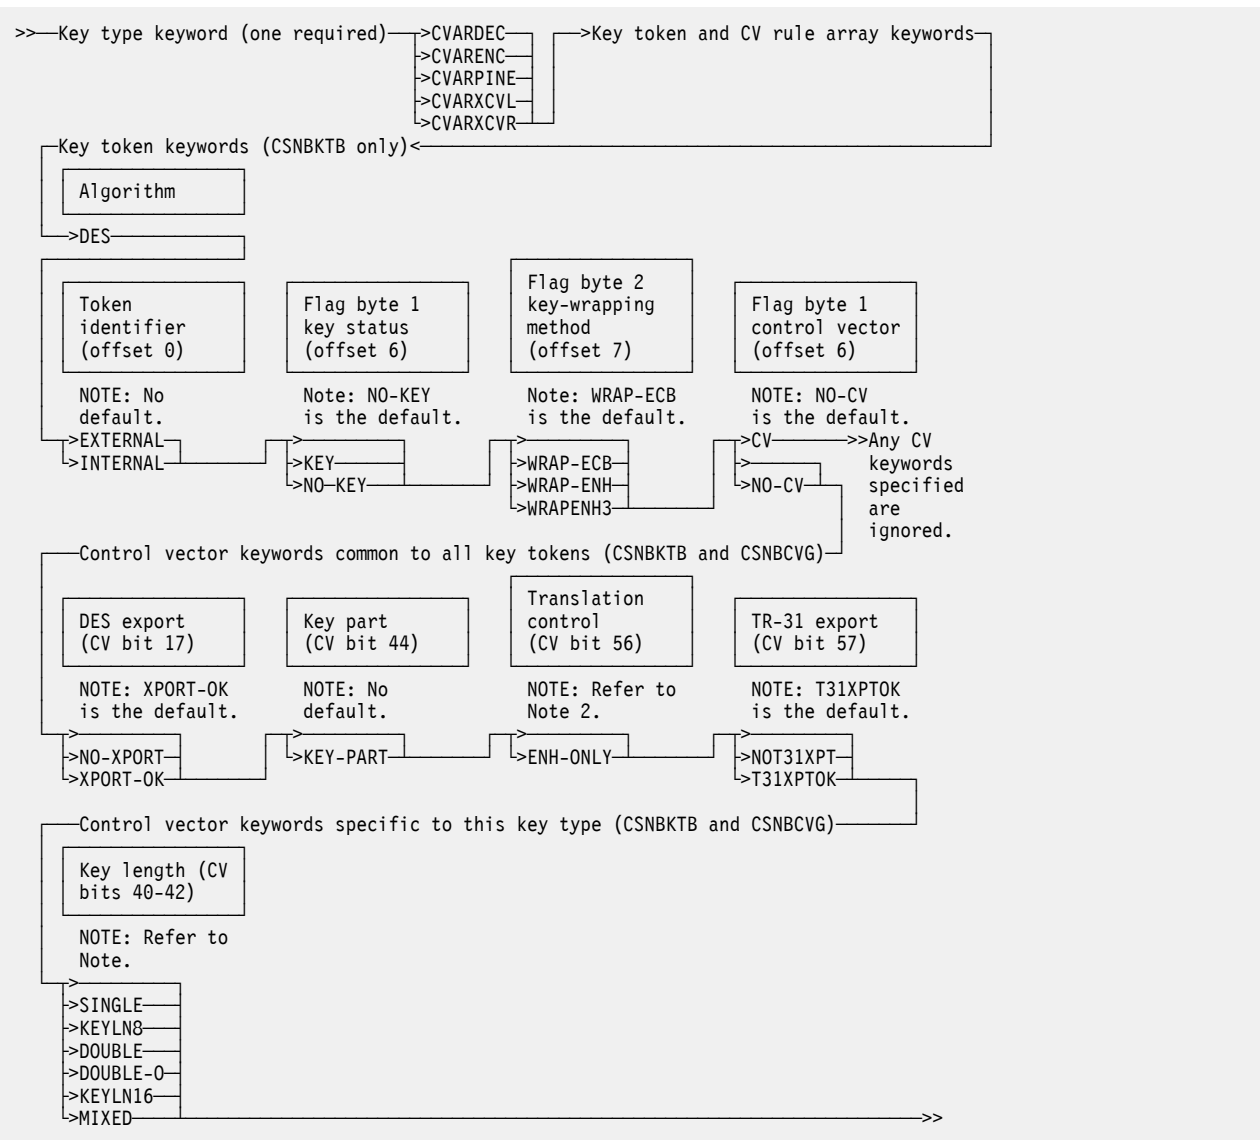 >>──Key type keyword (one required)──┬─>CVARDEC──┐ ┌──>Key token and CV rule array keywords─┐
├>CVARENC──┤
├>CVARPINE─┤
├>CVARXCVL─┤
└>CVARXCVR─┴─┘
┌─Key token keywords (CSNBKTB only)<─┘
Algorithm
└──>DES──┐
Token identifier (offset 0)
Flag byte 1 key status (offset 6)
Flag byte 2 key-wrapping method (offset 7)
Flag byte 1 control vector (offset 6)
NOTE: No default.
Note: NO-KEY is the default.
Note: WRAP-ECB is the default.
NOTE: NO-CV is the default.
>EXTERNAL
>INTERNAL
>
>KEY
>NO-KEY
>
>WRAP-ECB
>WRAP-ENH
>WRAPENH3
>CV──>>Any CV keywords specified are ignored.
>
>NO-CV
┌───Control vector keywords common to all key tokens (CSNBKTB and CSNBCVG)─┘
DES export (CV bit 17)
Key part (CV bit 44)
Translation control (CV bit 56)
TR-31 export (CV bit 57)
NOTE: XPORT-OK is the default.
NOTE: No default.
NOTE: Refer to Note 2.
NOTE: T31XPTOK is the default.
>
>NO-XPORT
>XPORT-OK
>
>KEY-PART
>
>ENH-ONLY
>
>NOT31XPT
>T31XPTOK
┌───Control vector keywords specific to this key type (CSNBKTB and CSNBCVG)───┘
Key length (CV
bits 40-42)
NOTE: Refer to
Note.
>
>SINGLE
>KEYLN8
>DOUBLE
>DOUBLE-O
>KEYLN16
>MIXED──>>